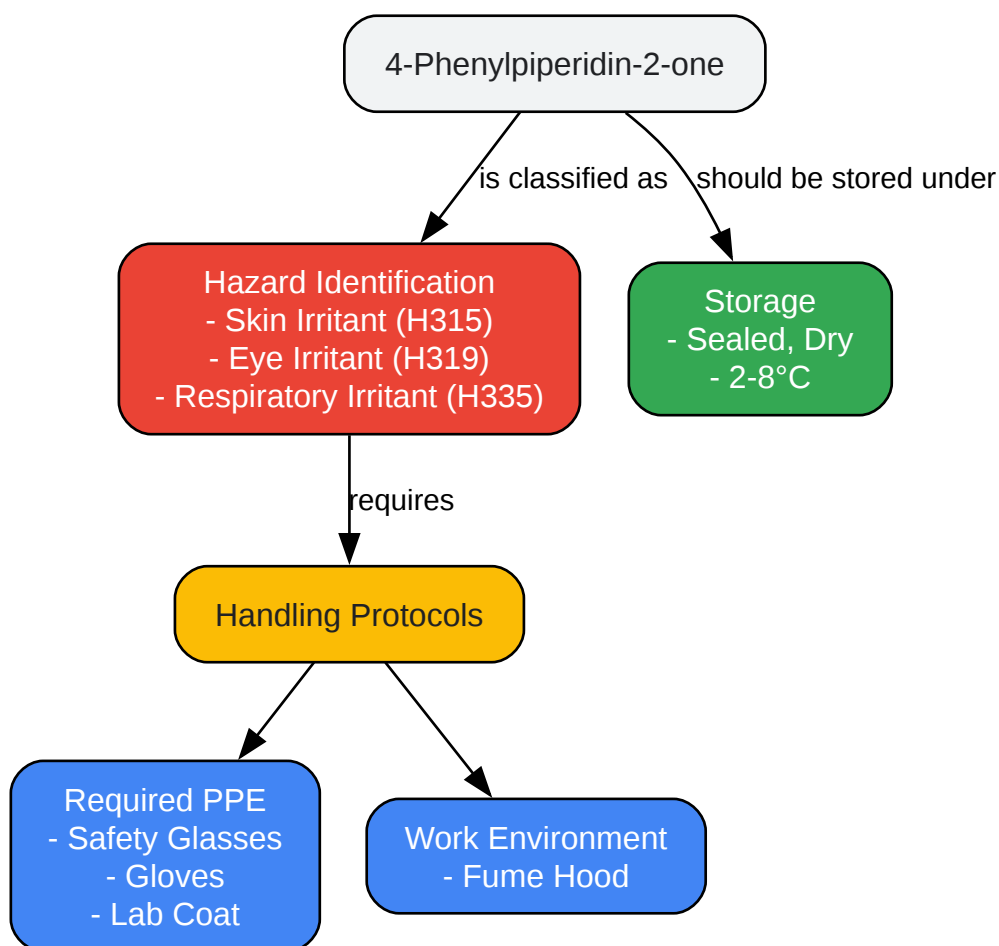 4-Phenylpiperidin-2-one
is classified as
should be stored under
Hazard Identification
- Skin Irritant (H315)
- Eye Irritant (H319)
- Respiratory Irritant (H335)
Storage
- Sealed, Dry
- 2-8°C
requires
Handling Protocols
Required PPE
- Safety Glasses
- Gloves
- Lab Coat
Work Environment
- Fume Hood